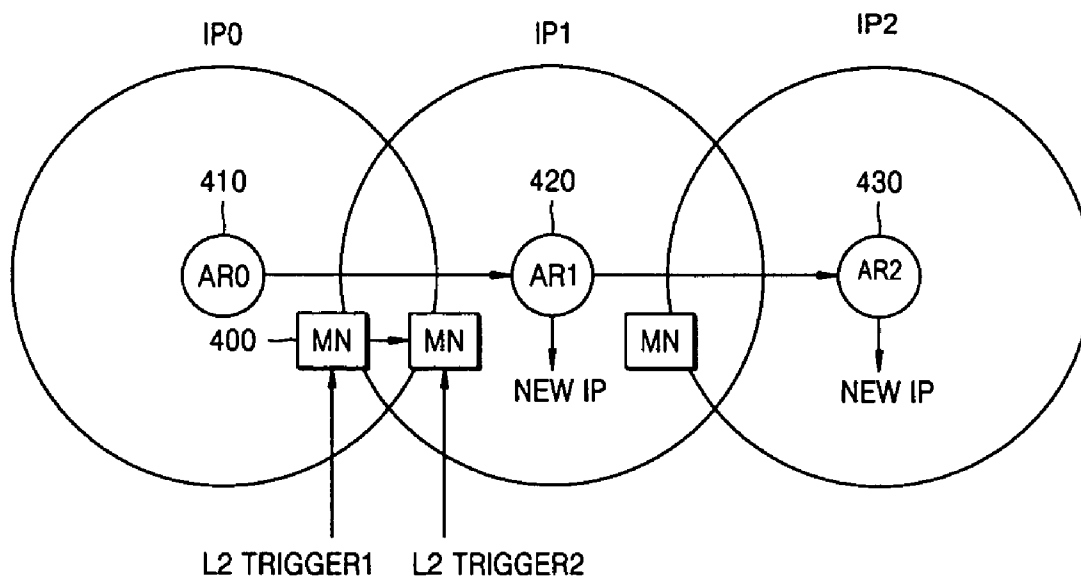 IP0
IP1
IP2
410
420
430
AR0
AR1
AR2
400
MN
MN
MN
NEW IP
NEW IP
L2 TRIGGER1
L2 TRIGGER2